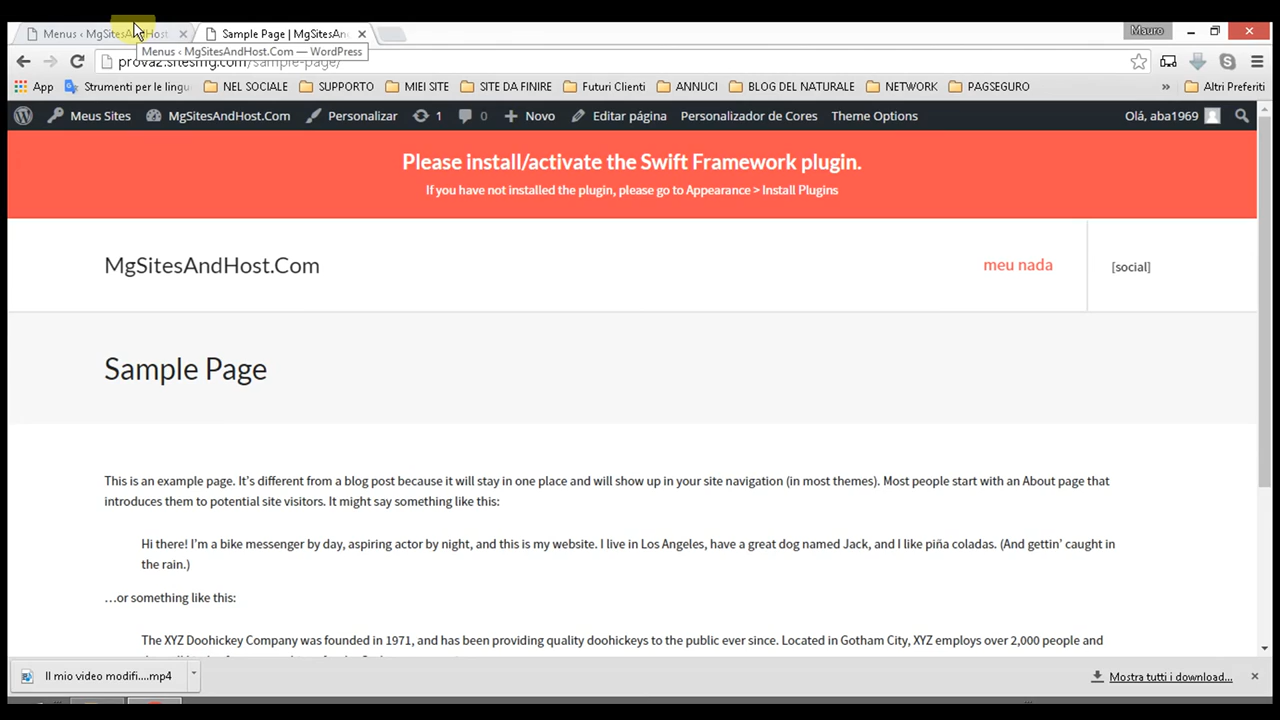 Menus ‹ MgSitesAndHost
Sample Page | MgSitesAn
Mauro
Menus ‹ MgSitesAndHost.Com — WordPress
prova2.sitesmg.com/sample-page/
App Strumenti per le lingu NEL SOCIALE SUPPORTO MIEI SITE SITE DA FINIRE Futuri Clienti ANNUCI BLOG DEL NATURALE NETWORK PAGSEGURO » Altri Preferiti
Meus Sites MgSitesAndHost.Com Personalizar 1 0 Novo Editar página Personalizador de Cores Theme Options Olá, aba1969
Please install/activate the Swift Framework plugin.
If you have not installed the plugin, please go to Appearance > Install Plugins
MgSitesAndHost.Com meu nada [social]
Sample Page
This is an example page. It's different from a blog post because it will stay in one place and will show up in your site navigation (in most themes). Most people start with an About page that
introduces them to potential site visitors. It might say something like this:
Hi there! I'm a bike messenger by day, aspiring actor by night, and this is my website. I live in Los Angeles, have a great dog named Jack, and I like piña coladas. (And gettin' caught in
the rain.)
…or something like this:
The XYZ Doohickey Company was founded in 1971, and has been providing quality doohickeys to the public ever since. Located in Gotham City, XYZ employs over 2,000 people and
Il mio video modifi....mp4
Mostra tutti i download...